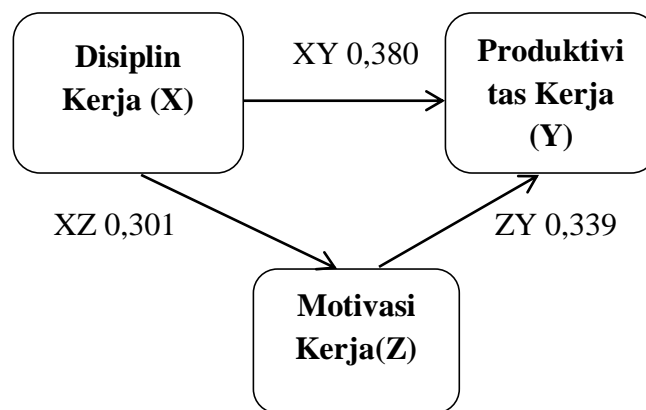 Disiplin
Kerja (X)
XY 0,380
Produktivi
tas Kerja
(Y)
XZ 0,301
ZY 0,339
Motivasi
Kerja(Z)